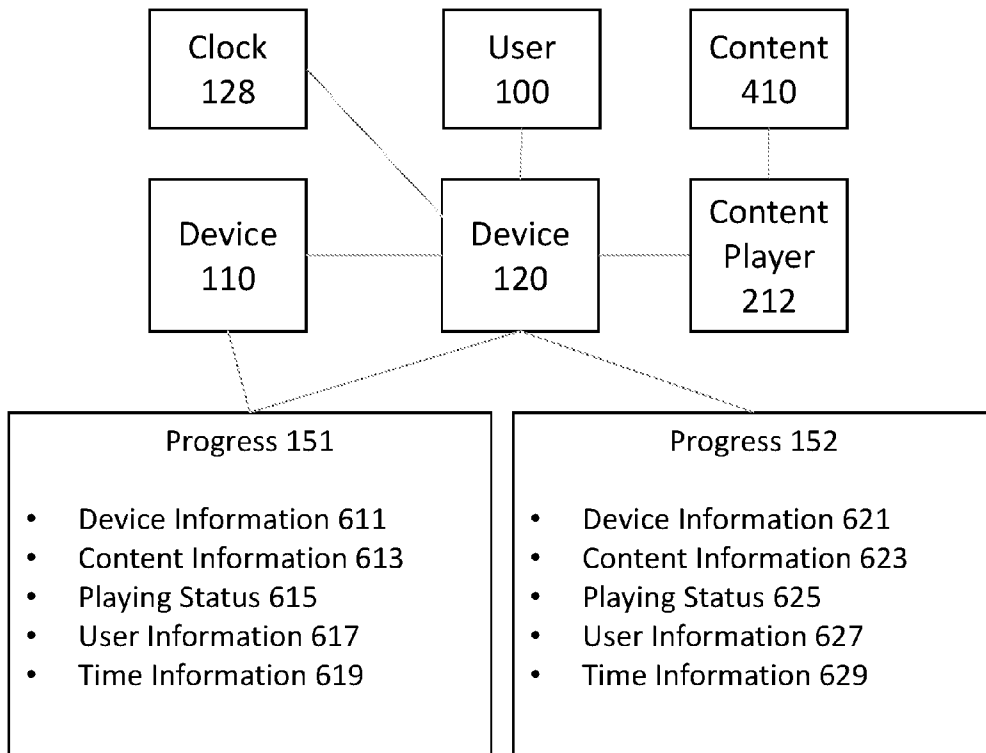 Clock
128
User
100
Content
410
Device
110
Device
120
Content
Player
212
Progress 151
• Device Information 611
• Content Information 613
• Playing Status 615
• User Information 617
• Time Information 619
Progress 152
• Device Information 621
• Content Information 623
• Playing Status 625
• User Information 627
• Time Information 629